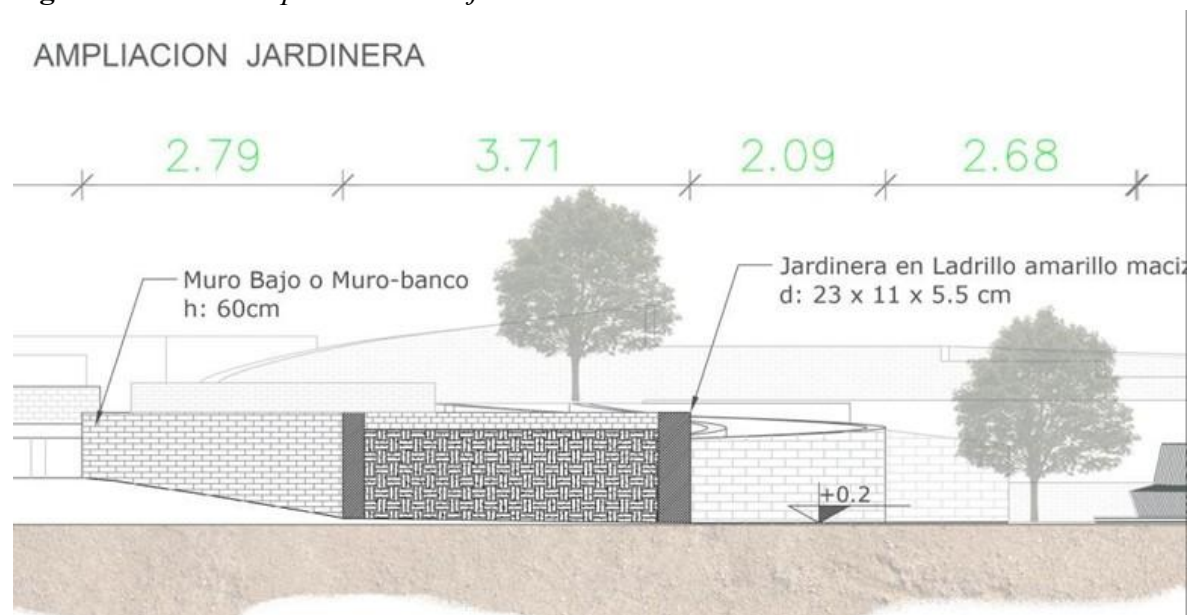 AMPLIACION JARDINERA
2.79 3.71 2.09 2.68
Muro Bajo o Muro-banco
h: 60cm
Jardinera en Ladrillo amarillo maciz
d: 23 x 11 x 5.5 cm
+0.2